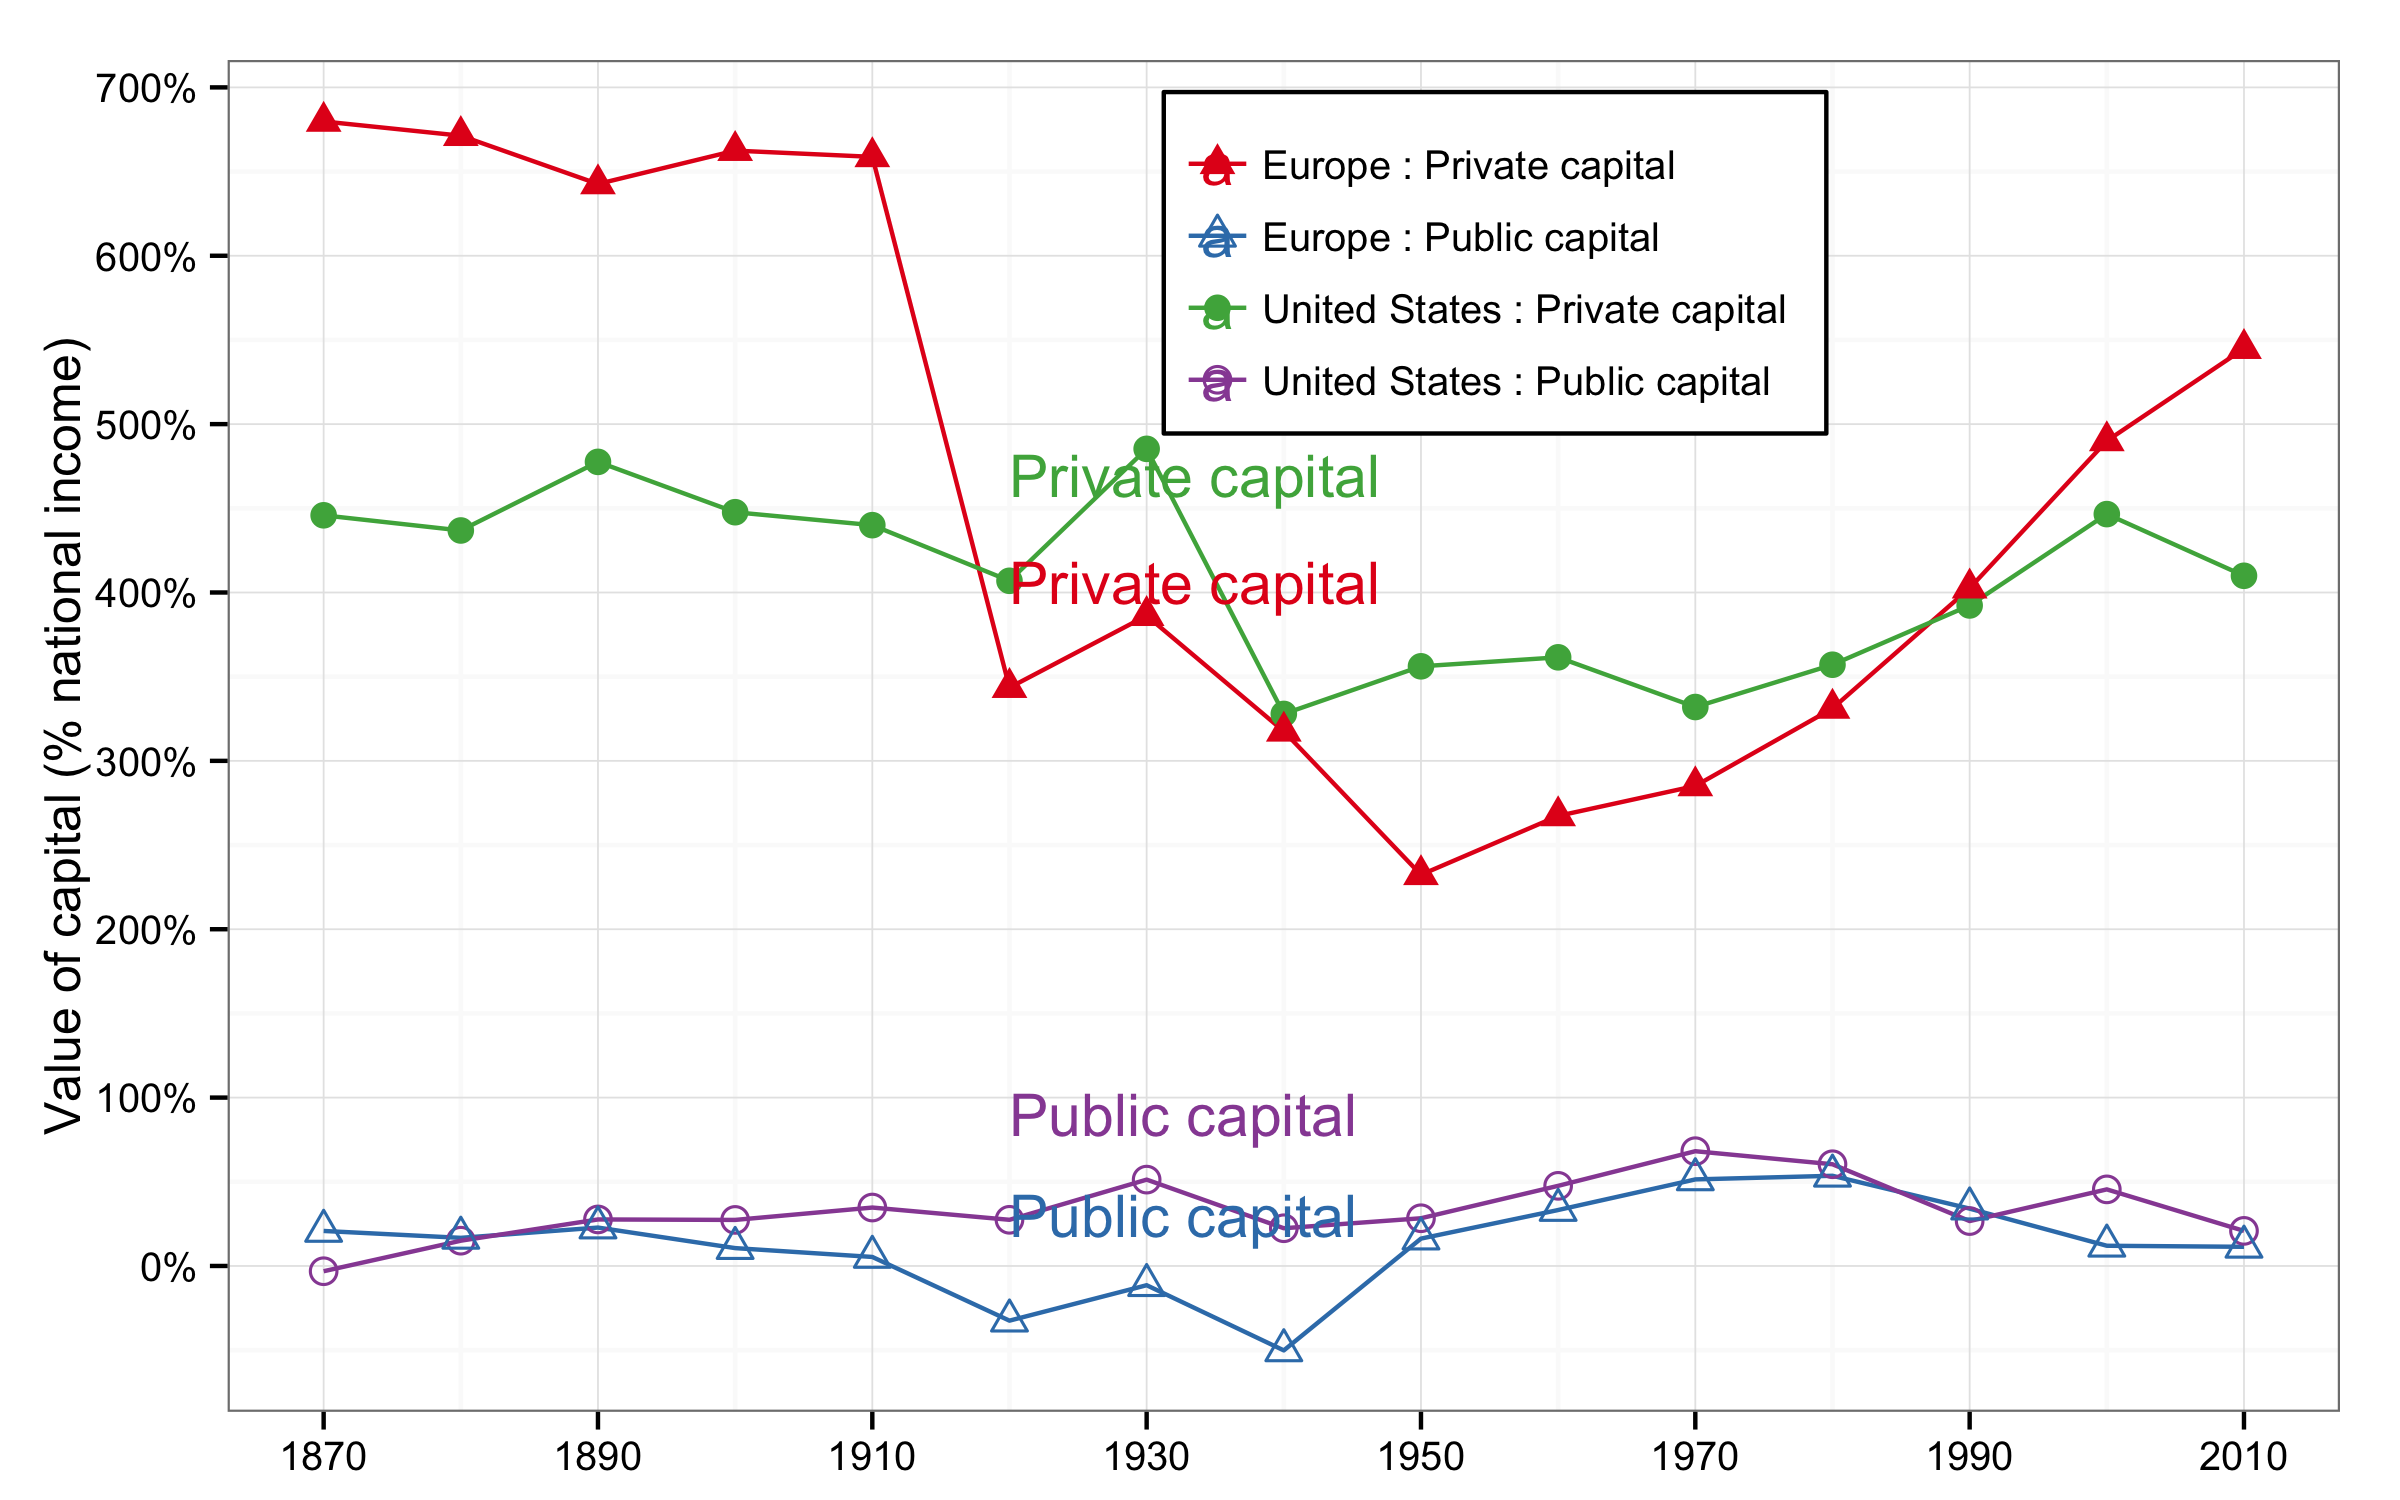 Value of capital (% national income)
700%
600%
500%
400%
300%
200%
100%
0%
a Europe : Private capital
a Europe : Public capital
a United States : Private capital
a United States : Public capital
Private capital
Private capital
Public capital
Public capital
1870 1890 1910 1930 1950 1970 1990 2010